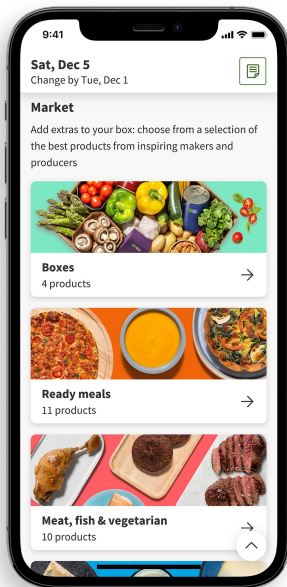 9:41
Sat, Dec 5
Change by Tue, Dec 1
Market
Add extras to your box: choose from a selection of
the best products from inspiring makers and
producers
Boxes
4 products
Ready meals
11 products
Meat, fish & vegetarian
10 products